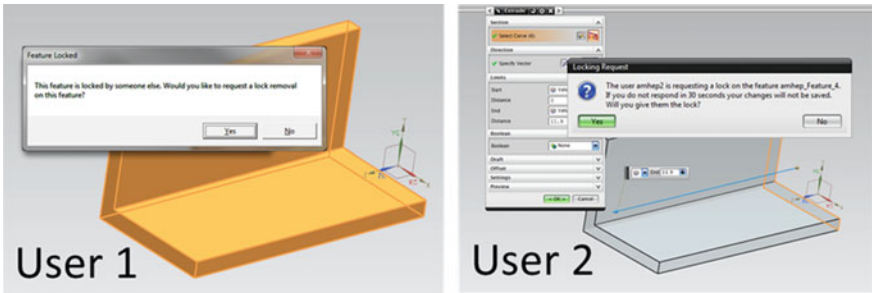 Feature Locked
This feature is locked by someone else. Would you like to request a lock removal
on this feature?
Yes
No
User 1
Extrude
Section
Select Curve (6)
Direction
Specify Vector
Limits
Start
Distance
End
Distance
Boolean
Boolean
None
Draft
Offset
Settings
Preview
OK
Cancel
Locking Request
The user amhep2 is requesting a lock on the feature amhep_Feature_4.
If you do not respond in 30 seconds your changes will not be saved.
Will you give them the lock?
Yes
No
User 2